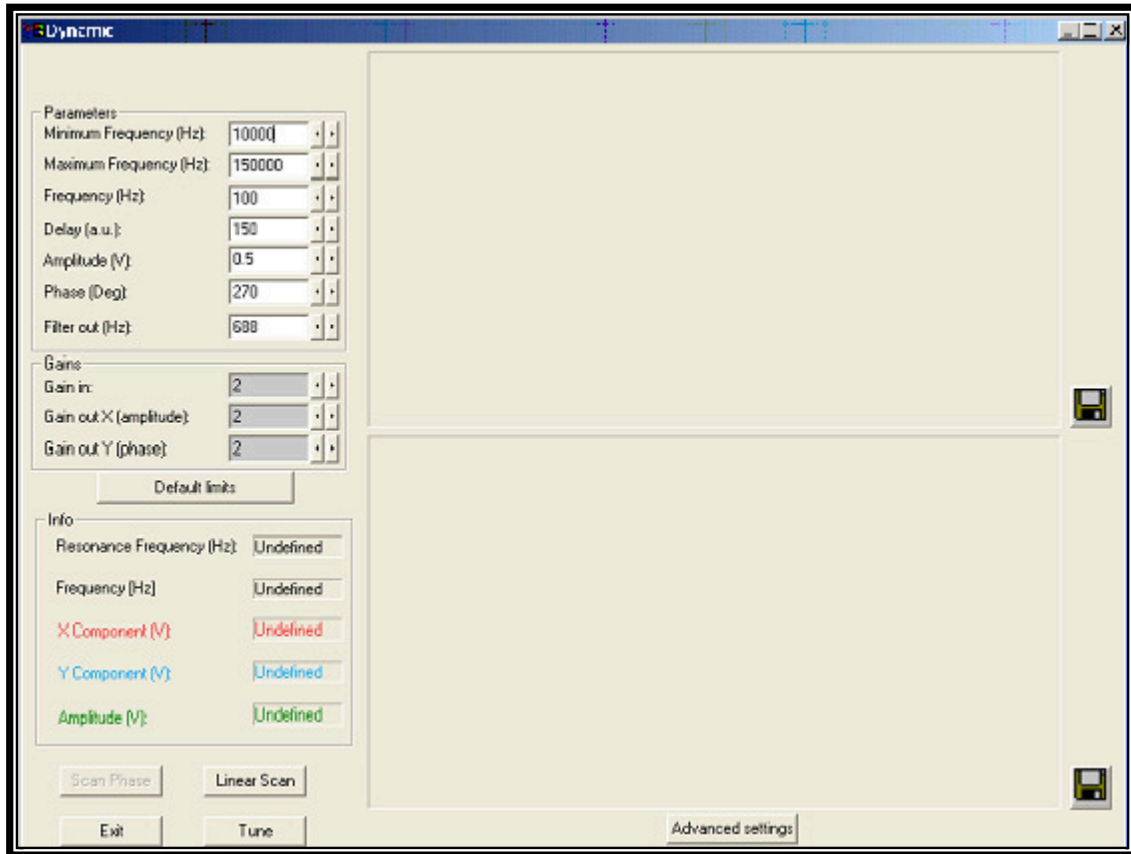 Dynamic
Parameters
Minimum Frequency (Hz): 10000
Maximum Frequency (Hz): 150000
Frequency (Hz): 100
Delay (a.u.): 150
Amplitude (V): 0.5
Phase (Deg): 270
Filter out (Hz): 688
Gains
Gain in: 2
Gain out X (amplitude): 2
Gain out Y (phase): 2
Default limits
Info
Resonance Frequency (Hz): Undefined
Frequency [Hz] Undefined
X Component (V): Undefined
Y Component (V): Undefined
Amplitude (V): Undefined
Scan Phase Linear Scan
Exit Tune Advanced settings